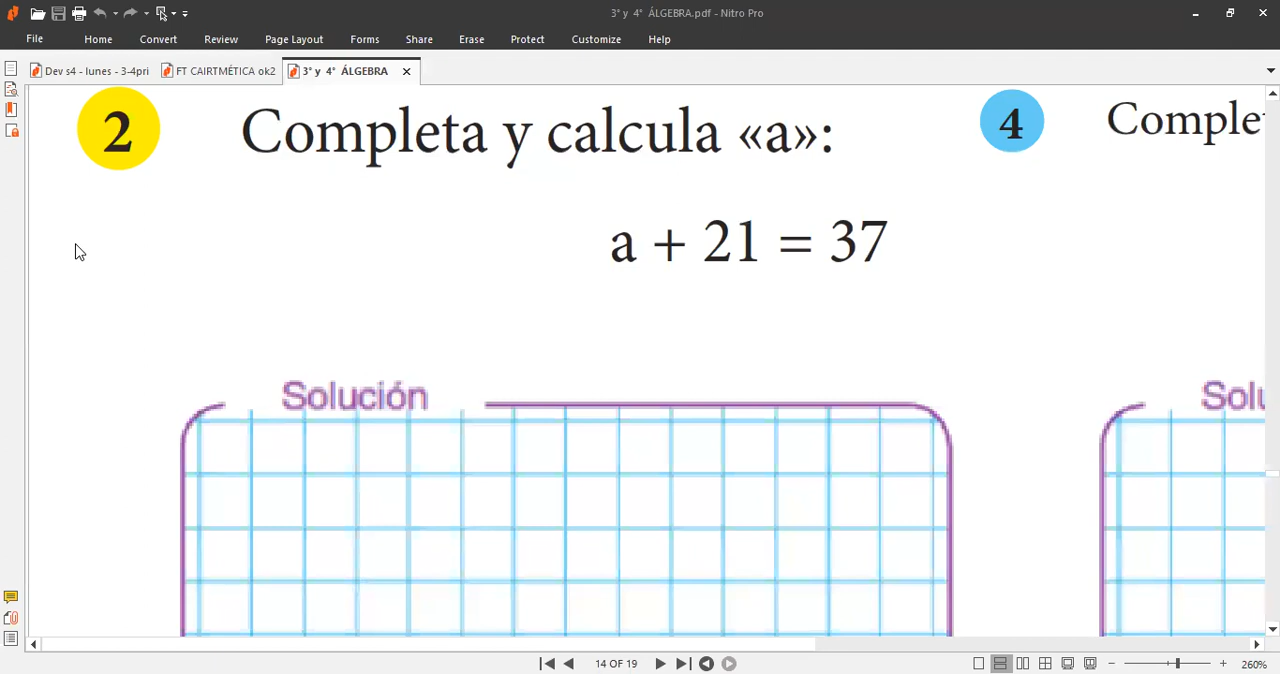 3° y 4° ÁLGEBRA.pdf - Nitro Pro
File Home Convert Review Page Layout Forms Share Erase Protect Customize Help
Dev s4 - lunes - 3-4pri FT CAIRTMÉTICA ok2 3° y 4° ÁLGEBRA
2 Completa y calcula «a»:
a + 21 = 37
Solución
4 Comple
Solu
14 OF 19
260%